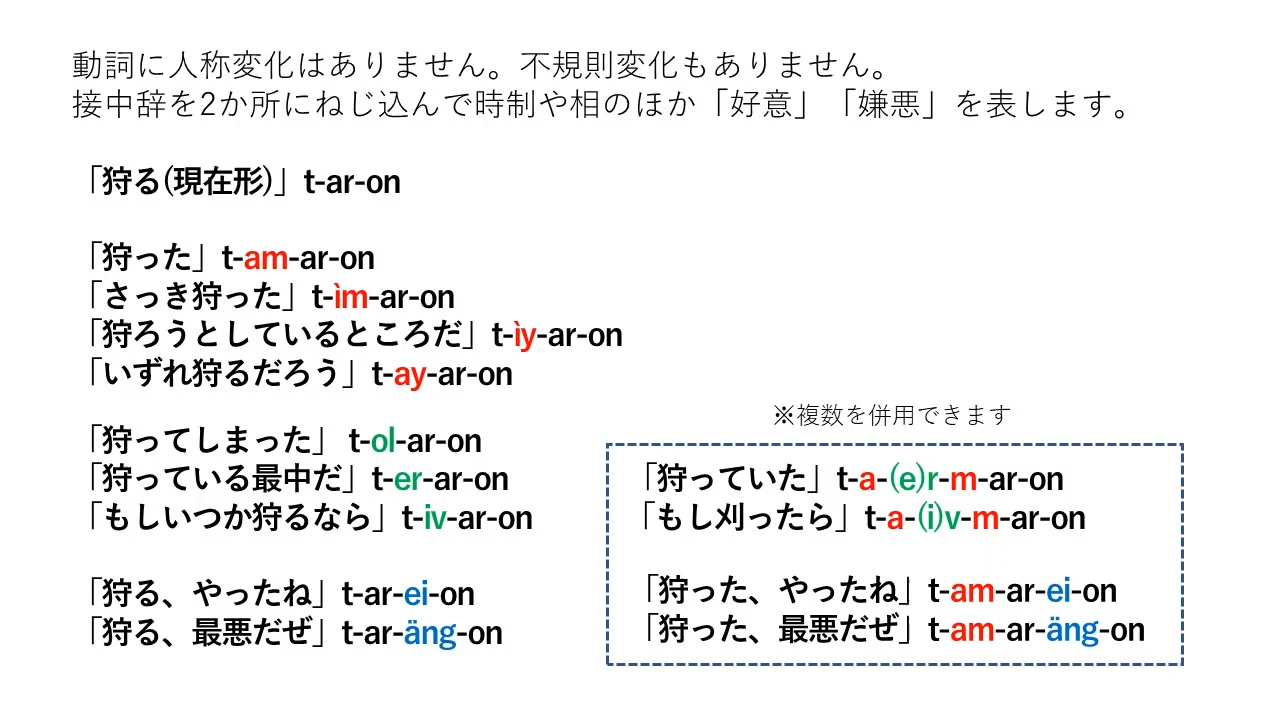 動詞に人称変化はありません。不規則変化もありません。
接中辞を2か所にねじ込んで時制や相のほか「好意」「嫌悪」を表します。
「狩る(現在形)」t-ar-on
「狩った」t-am-ar-on
「さっき狩った」t-ìm-ar-on
「狩ろうとしているところだ」t-ìy-ar-on
「いずれ狩るだろう」t-ay-ar-on
「狩ってしまった」 t-ol-ar-on
「狩っている最中だ」t-er-ar-on
「もしいつか狩るなら」t-iv-ar-on
「狩る、やったね」t-ar-ei-on
「狩る、最悪だぜ」t-ar-äng-on
※複数を併用できます
「狩っていた」t-a-(e)r-m-ar-on
「もし刈ったら」t-a-(i)v-m-ar-on
「狩った、やったね」t-am-ar-ei-on
「狩った、最悪だぜ」t-am-ar-äng-on